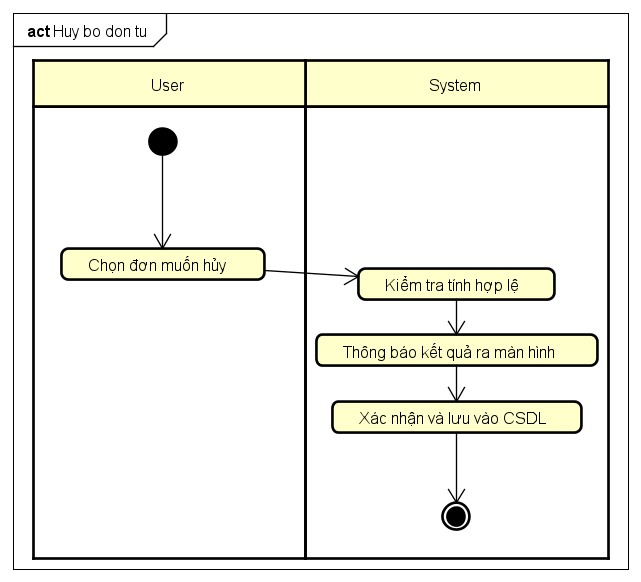 act Huy bo don tu
User
System
Chọn đơn muốn hủy
Kiểm tra tính hợp lệ
Thông báo kết quả ra màn hình
Xác nhận và lưu vào CSDL